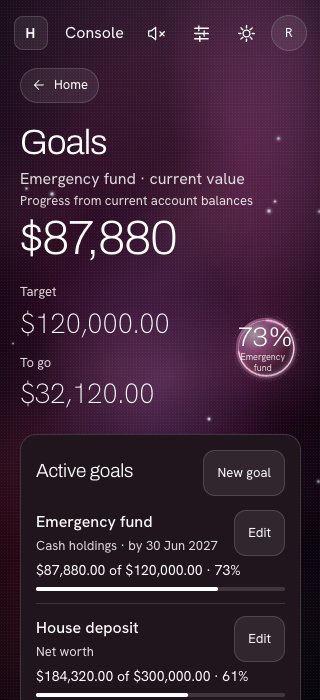 H
Console
R
Home
Goals
Emergency fund · current value
Progress from current account balances
$87,880
Target
$120,000.00
To go
$32,120.00
73%
Emergency
fund
Active goals
New goal
Emergency fund
Cash holdings · by 30 Jun 2027
Edit
$87,880.00 of $120,000.00 · 73%
House deposit
Net worth
Edit
$184,320.00 of $300,000.00 · 61%